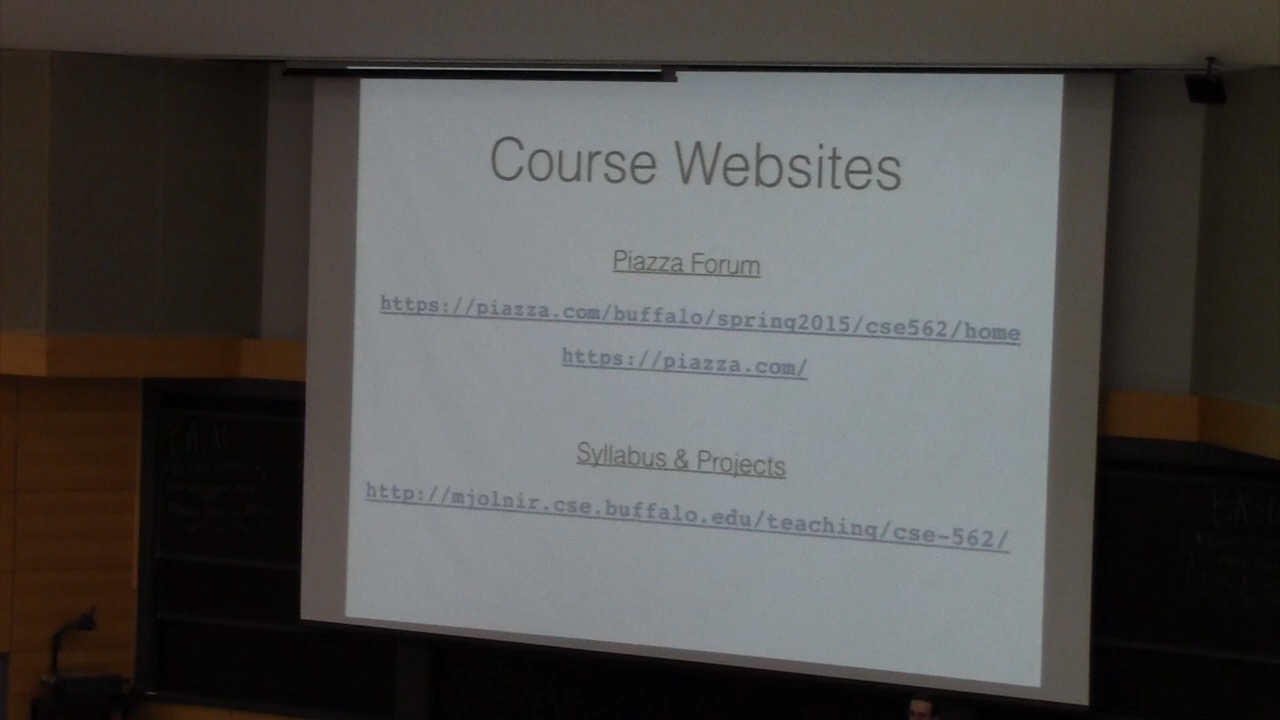 Course Websites
Piazza Forum
https://piazza.com/buffalo/spring2015/cse562/home
https://piazza.com/
Syllabus & Projects
http://mjolnir.cse.buffalo.edu/teaching/cse-562/